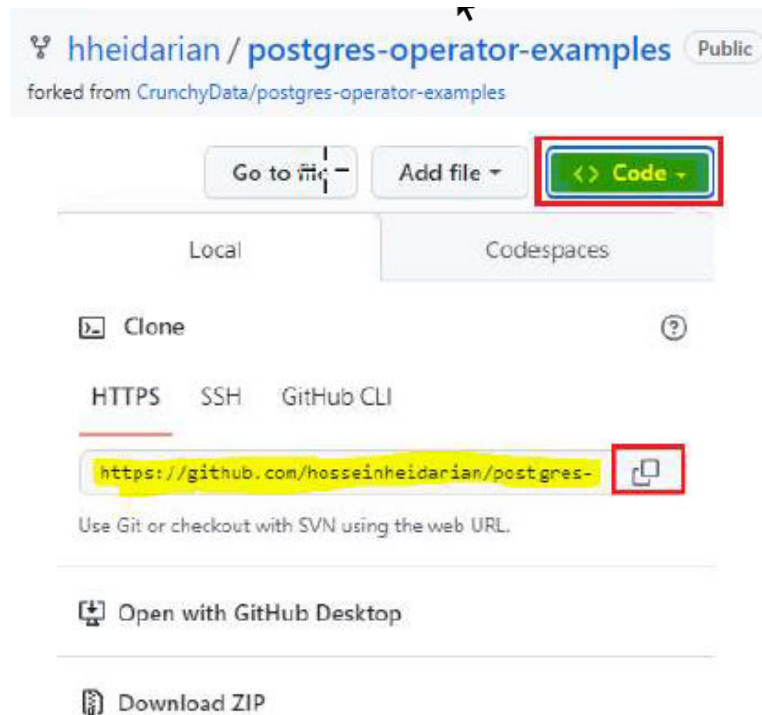 hheidarian / postgres-operator-examples Public
forked from CrunchyData/postgres-operator-examples
Go to Add file <> Code
Local Codespaces
Clone
HTTPS SSH GitHub CLI
https://github.com/hosseinheidarian/postgres-
Use Git or checkout with SVN using the web URL.
Open with GitHub Desktop
Download ZIP